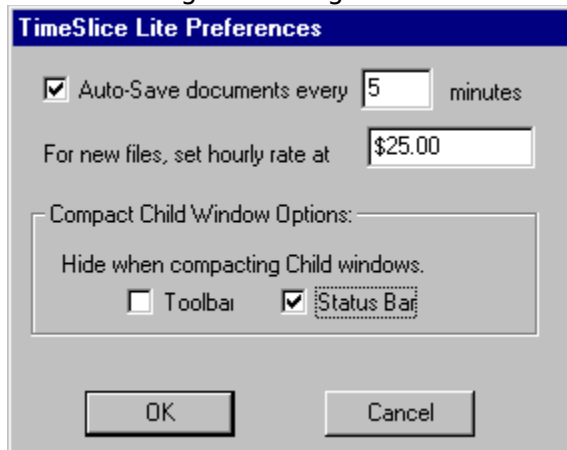 TimeSlice Lite Preferences
Auto-Save documents every 5 minutes
For new files, set hourly rate at $25.00
Compact Child Window Options:
Hide when compacting Child windows.
Toolbar Status Bar
OK Cancel